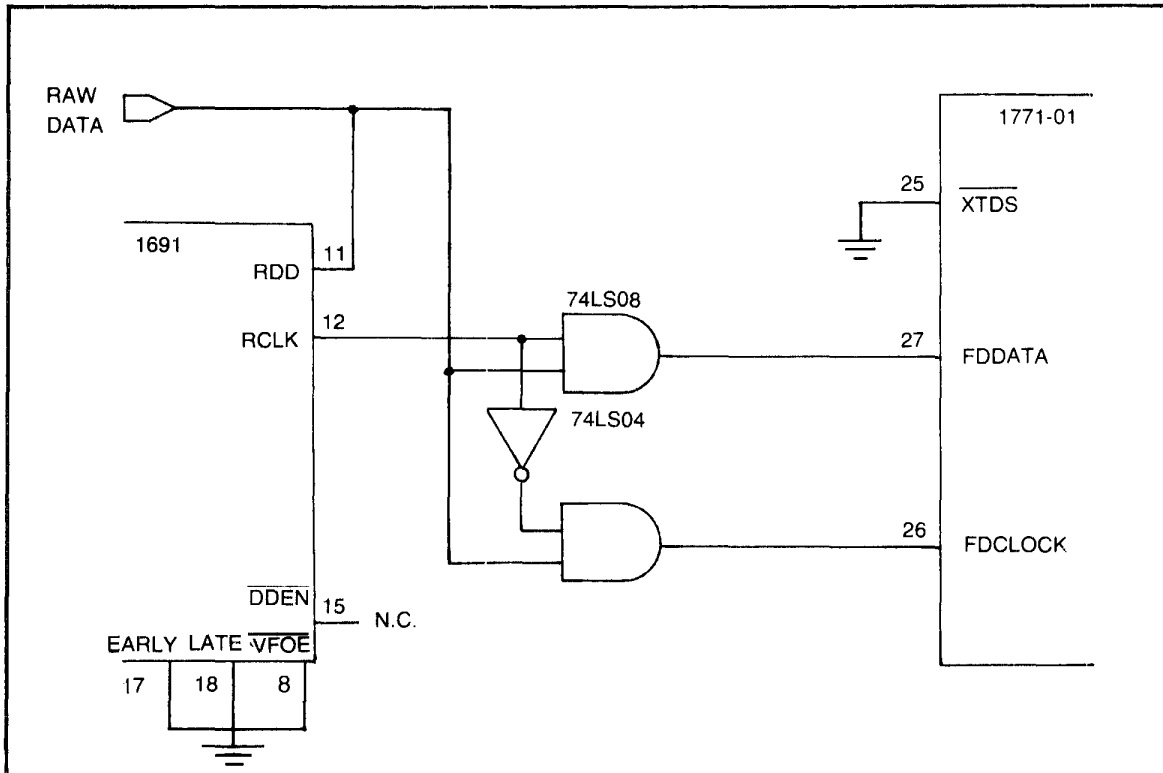 RAW
DATA
1771-01
25
XTDS
1691
11
RDD
74LS08
12
RCLK
27
FDDATA
74LS04
26
FDCLOCK
DDEN
15
N.C.
EARLY LATE VFOE
17 18 8